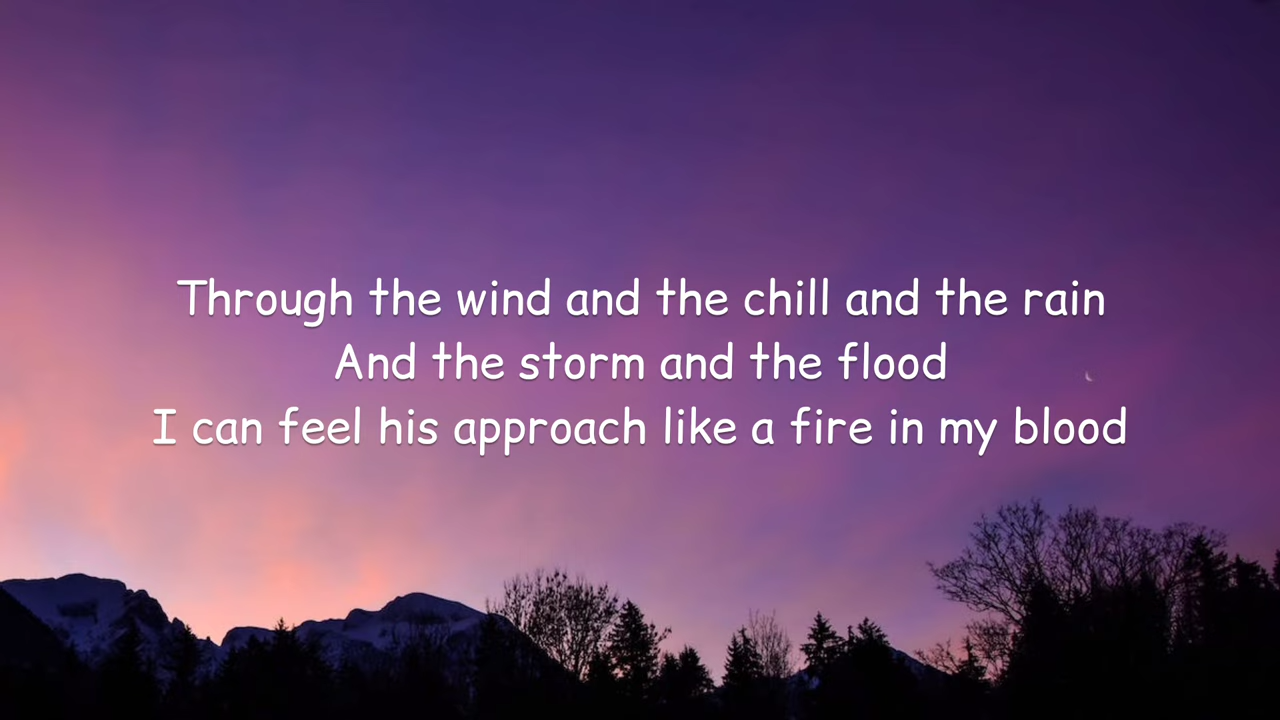 Through the wind and the chill and the rain
And the storm and the flood
I can feel his approach like a fire in my blood